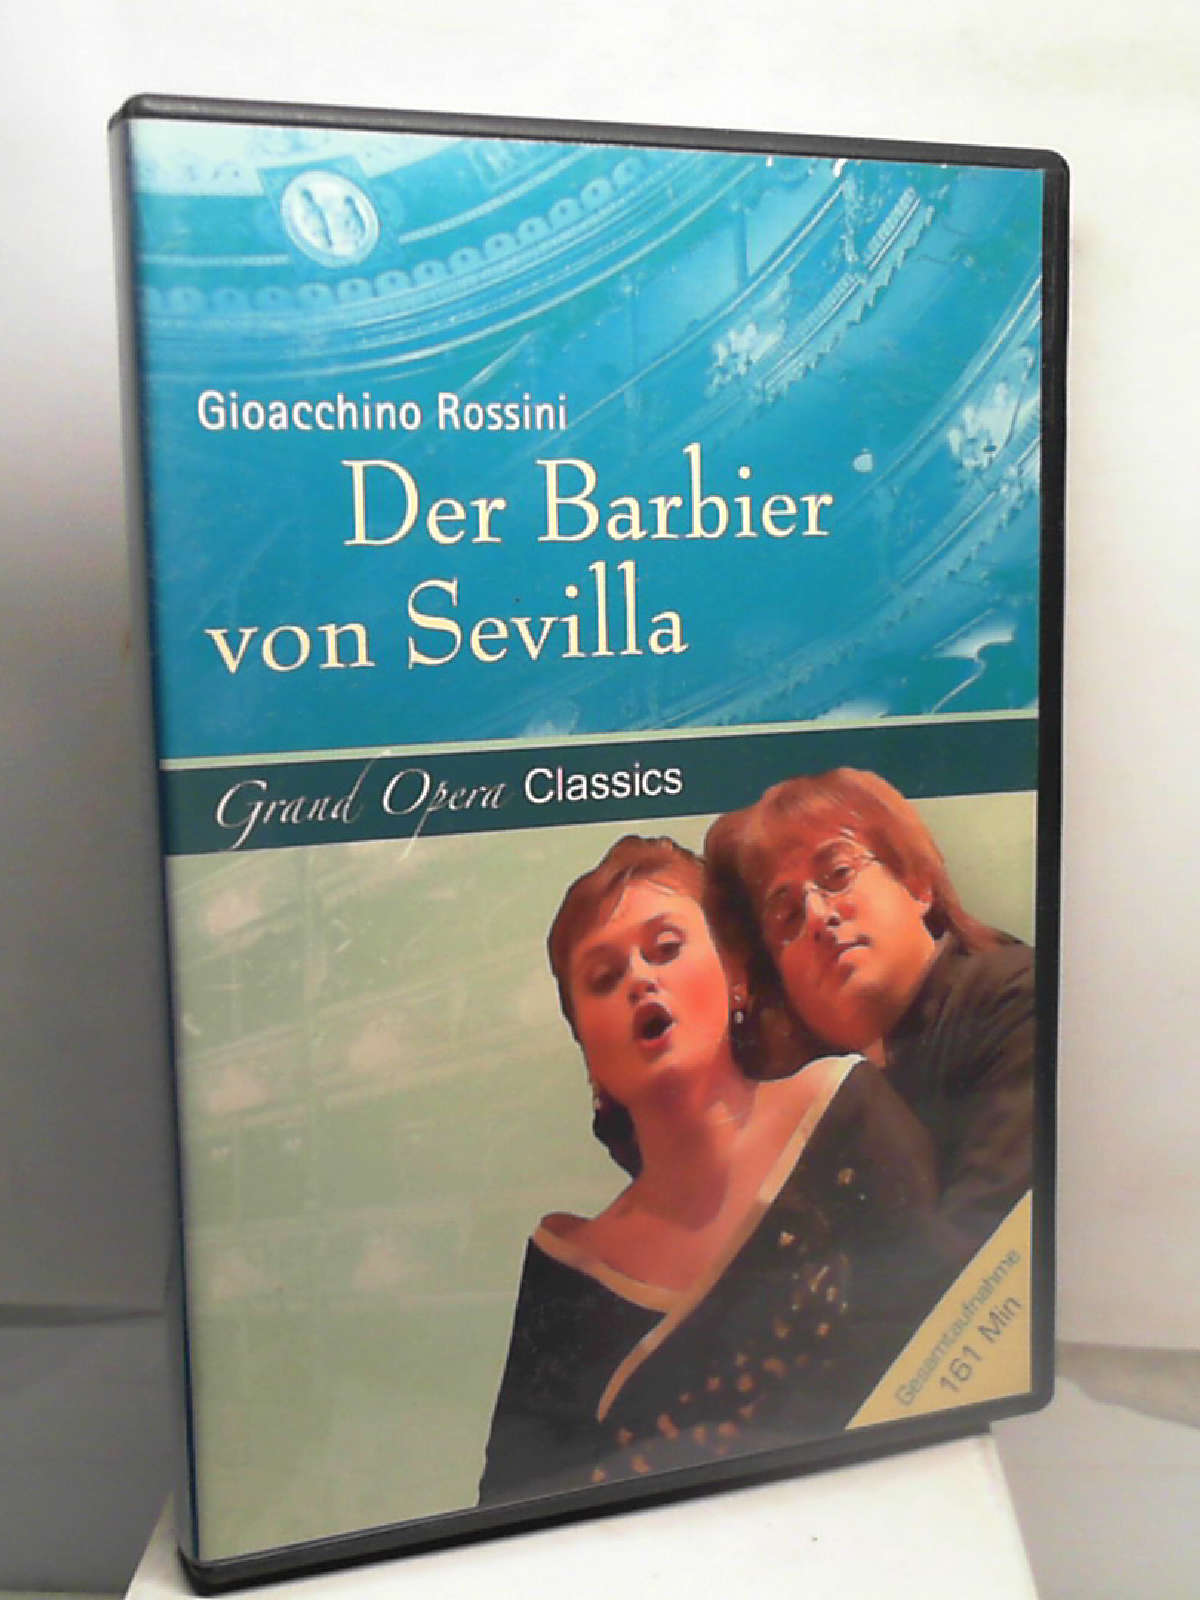 Gioacchino Rossini
Der Barbier
von Sevilla
Grand Opera Classics
Gesamtaufnahme
161 Min